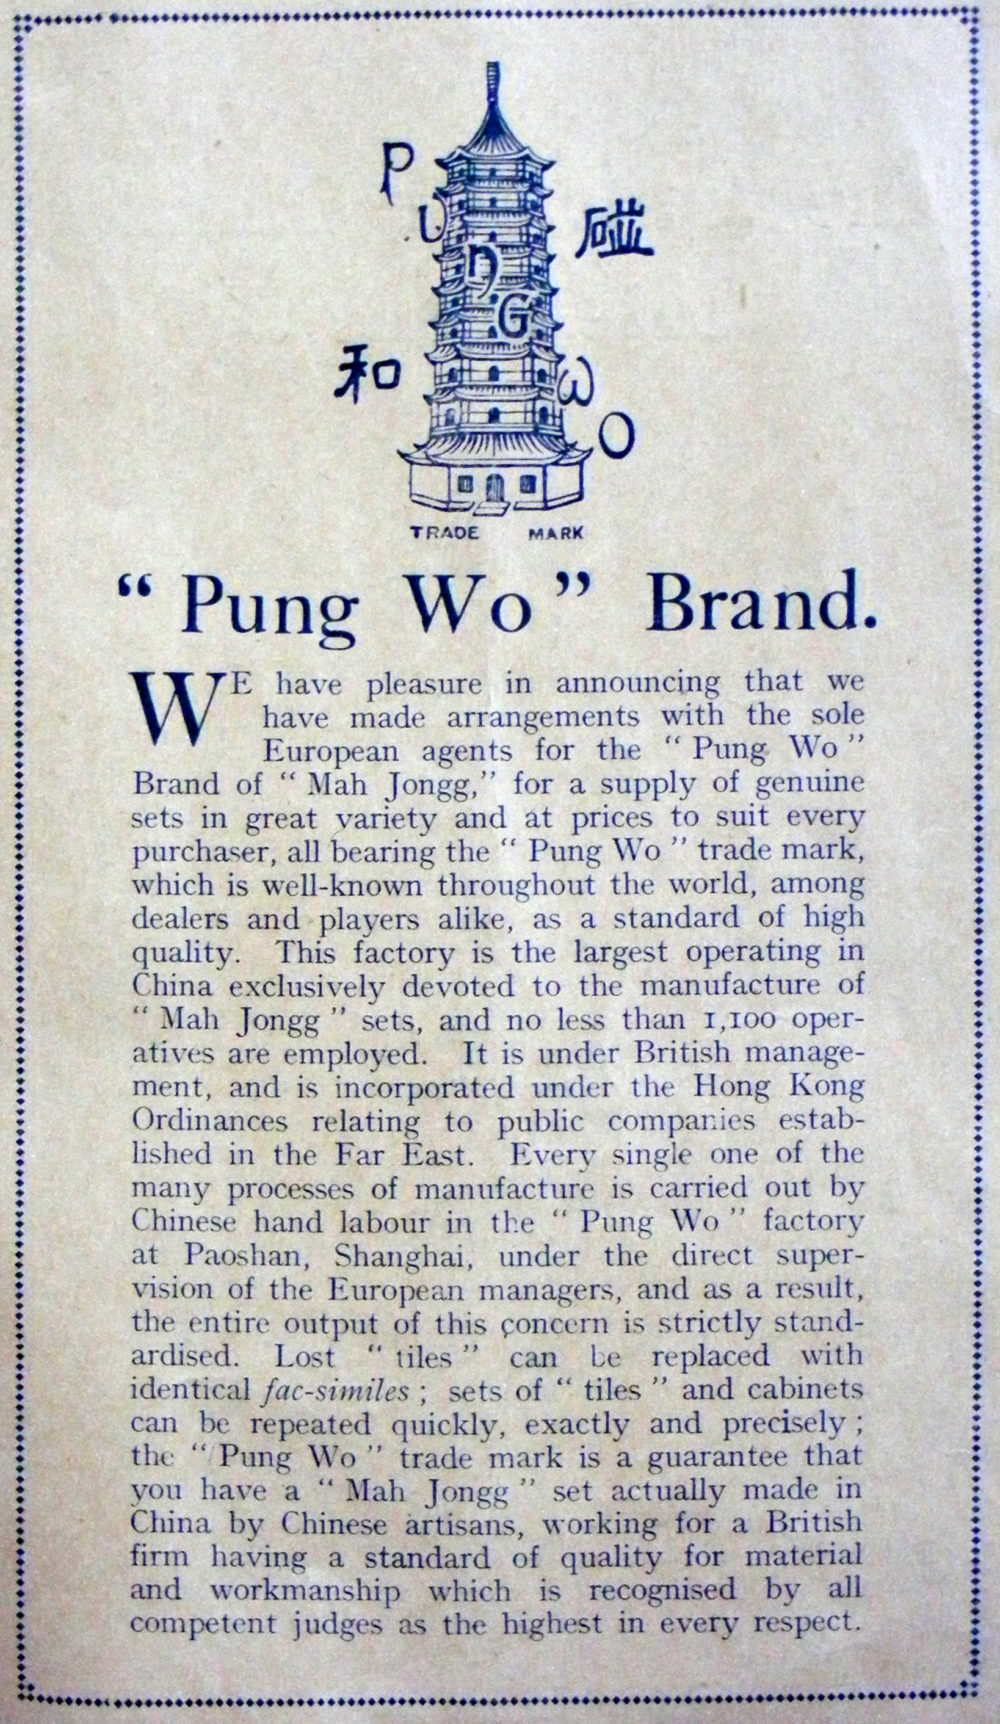 PUNG
碰
和
WO
TRADE MARK
“Pung Wo” Brand.
WE have pleasure in announcing that we
have made arrangements with the sole
European agents for the “Pung Wo”
Brand of “Mah Jongg,” for a supply of genuine
sets in great variety and at prices to suit every
purchaser, all bearing the “Pung Wo” trade mark,
which is well-known throughout the world, among
dealers and players alike, as a standard of high
quality. This factory is the largest operating in
China exclusively devoted to the manufacture of
“Mah Jongg” sets, and no less than 1,100 oper-
atives are employed. It is under British manage-
ment, and is incorporated under the Hong Kong
Ordinances relating to public companies estab-
lished in the Far East. Every single one of the
many processes of manufacture is carried out by
Chinese hand labour in the “Pung Wo” factory
at Paoshan, Shanghai, under the direct super-
vision of the European managers, and as a result,
the entire output of this concern is strictly stand-
ardised. Lost “tiles” can be replaced with
identical fac-similes; sets of “tiles” and cabinets
can be repeated quickly, exactly and precisely;
the “Pung Wo” trade mark is a guarantee that
you have a “Mah Jongg” set actually made in
China by Chinese artisans, working for a British
firm having a standard of quality for material
and workmanship which is recognised by all
competent judges as the highest in every respect.